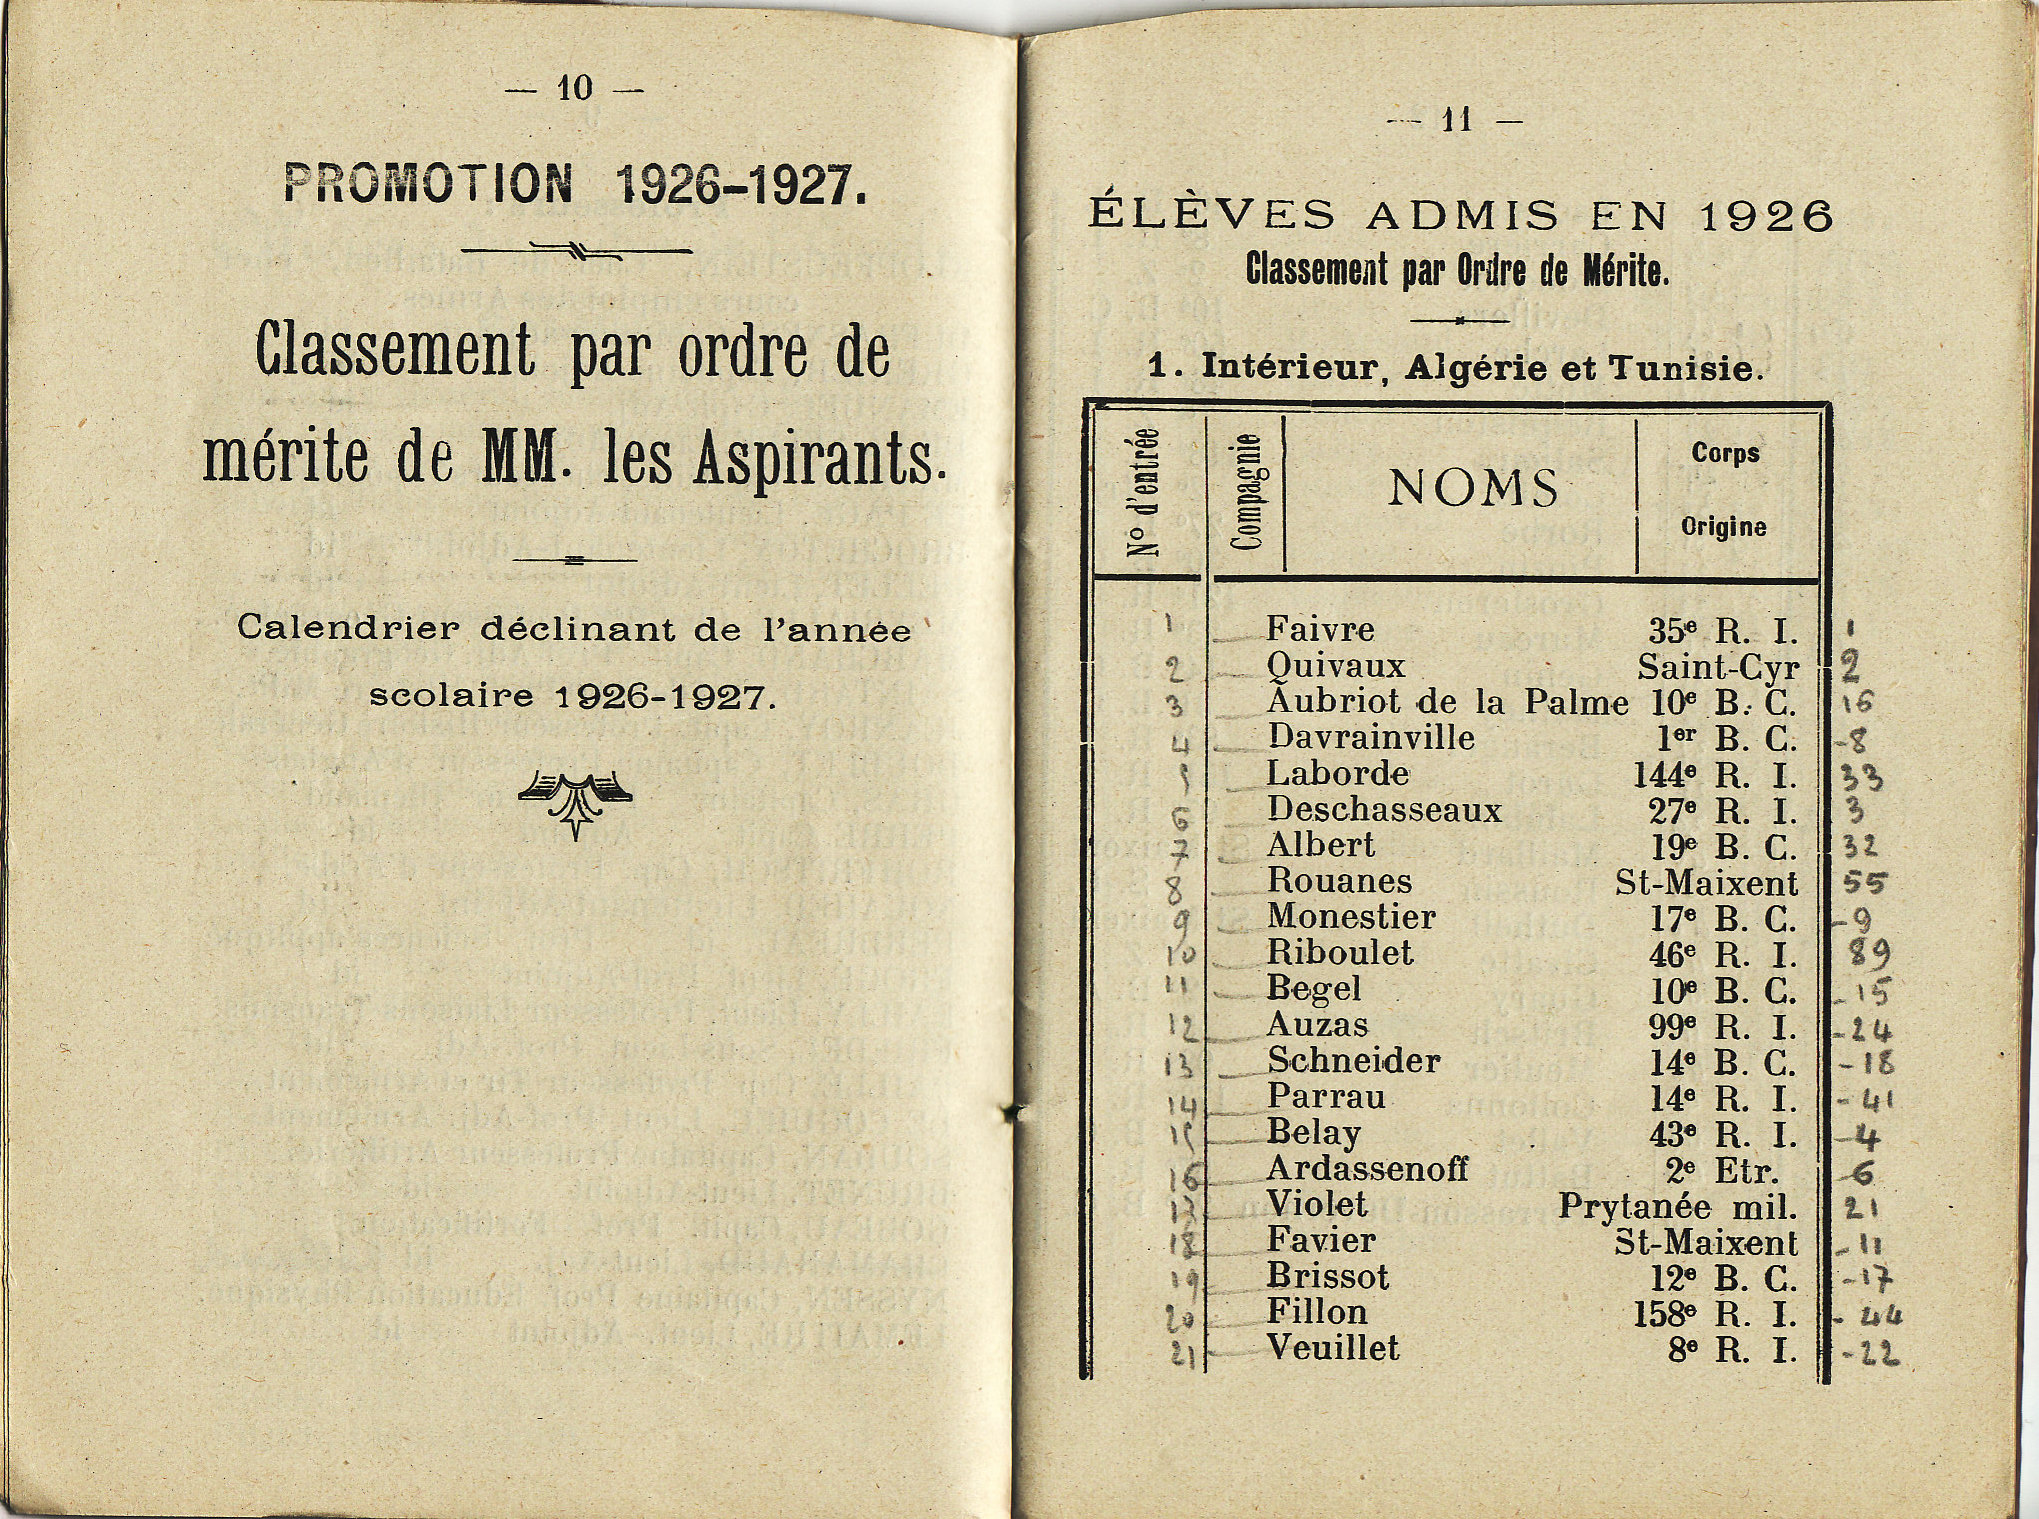 — 10 —
PROMOTION 1926-1927.
Classement par ordre de
mérite de MM. les Aspirants.
Calendrier déclinant de l'année
scolaire 1926-1927.
— 11 —
ÉLÈVES ADMIS EN 1926
Classement par Ordre de Mérite.
1. Intérieur, Algérie et Tunisie.
N° d'entrée Compagnie NOMS Corps Origine
1 Faivre 35e R. I. 1
2 Quivaux Saint-Cyr 2
3 Aubriot de la Palme 10e B. C. 16
4 Davrainville 1er B. C. -8
5 Laborde 144e R. I. 33
6 Deschasseaux 27e R. I. 3
7 Albert 19e B. C. 32
8 Rouanes St-Maixent 55
9 Monestier 17e B. C. -9
10 Riboulet 46e R. I. 89
11 Begel 10e B. C. -15
12 Auzas 99e R. I. -24
13 Schneider 14e B. C. -18
14 Parrau 14e R. I. -41
15 Belay 43e R. I. -4
16 Ardassenoff 2e Etr. -6
17 Violet Prytanée mil. 21
18 Favier St-Maixent -11
19 Brissot 12e B. C. -17
20 Fillon 158e R. I. -44
21 Veuillet 8e R. I. -22